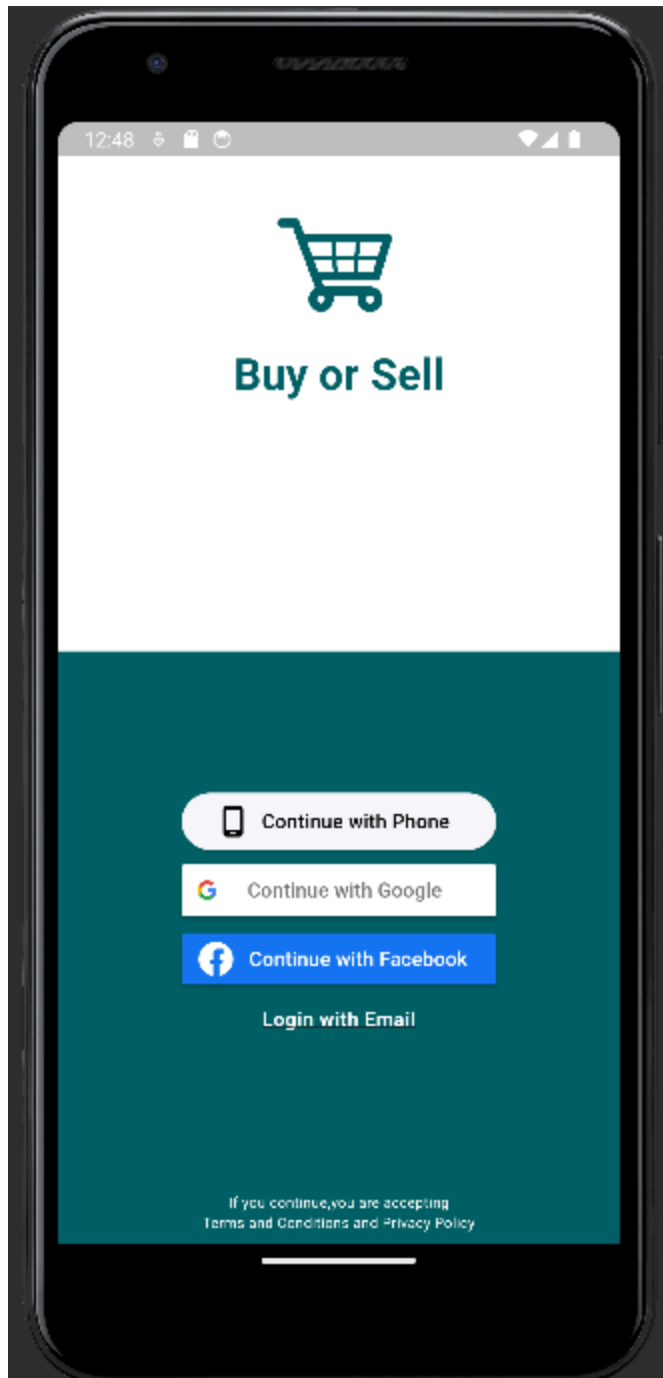 12:48
Buy or Sell
Continue with Phone
Continue with Google
Continue with Facebook
Login with Email
If you continue,you are accepting
Terms and Conditions and Privacy Policy